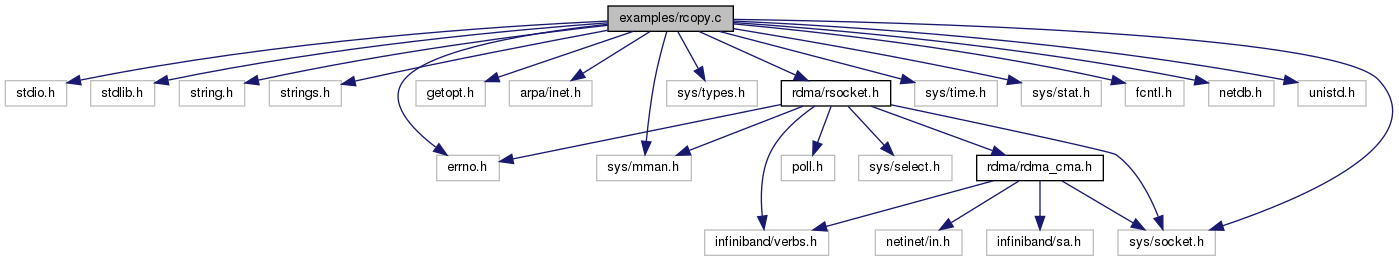 examples/rcopy.c
stdio.h
stdlib.h
string.h
strings.h
getopt.h
arpa/inet.h
sys/types.h
rdma/rsocket.h
sys/time.h
sys/stat.h
fcntl.h
netdb.h
unistd.h
errno.h
sys/mman.h
poll.h
sys/select.h
rdma/rdma_cma.h
infiniband/verbs.h
netinet/in.h
infiniband/sa.h
sys/socket.h